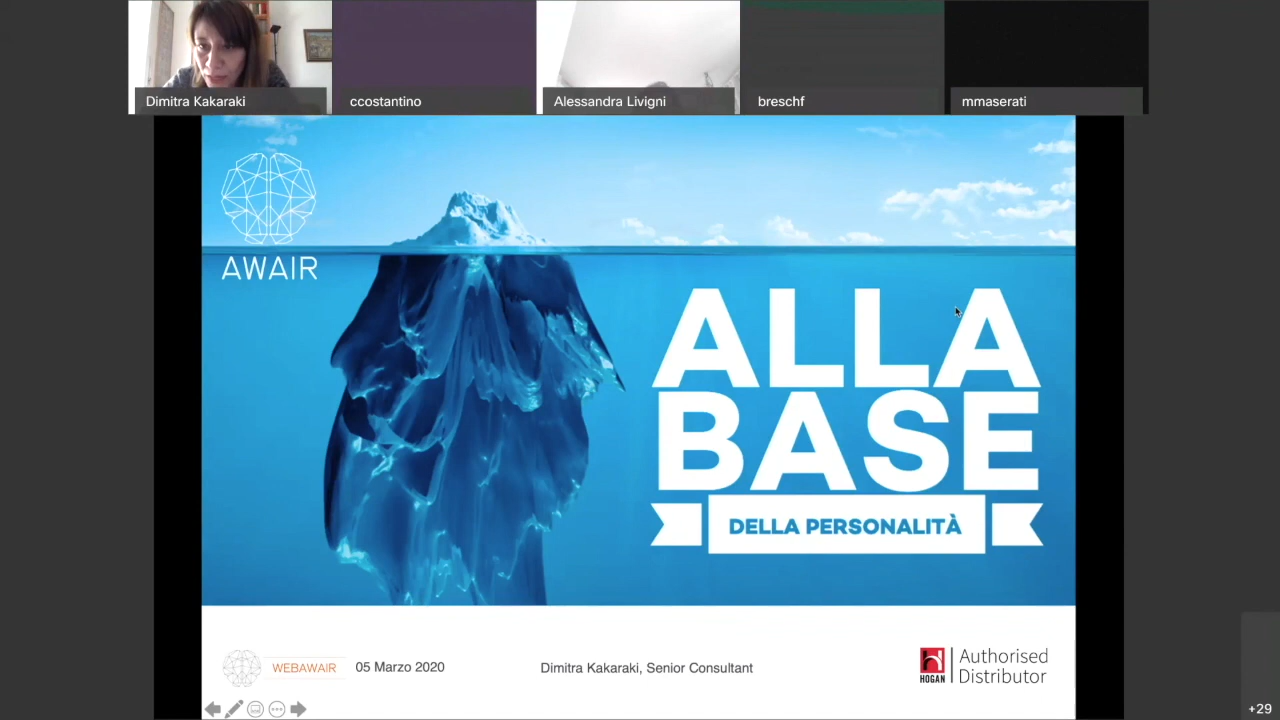 Dimitra Kakaraki
ccostantino
Alessandra Livigni
breschf
mmaserati
AWAIR
ALLA
BASE
DELLA PERSONALITÀ
WEBAWAIR
05 Marzo 2020
Dimitra Kakaraki, Senior Consultant
HOGAN
Authorised
Distributor
+29